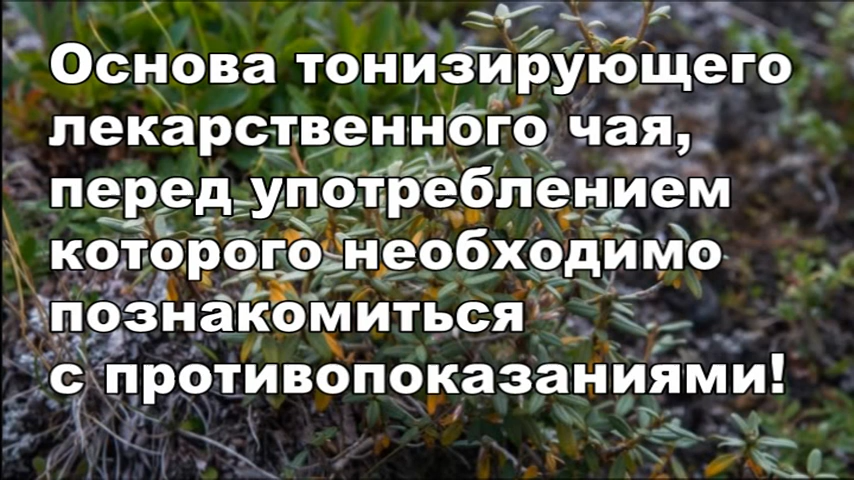 Основа тонизирующего
лекарственного чая,
перед употреблением
которого необходимо
познакомиться
с противопоказаниями!